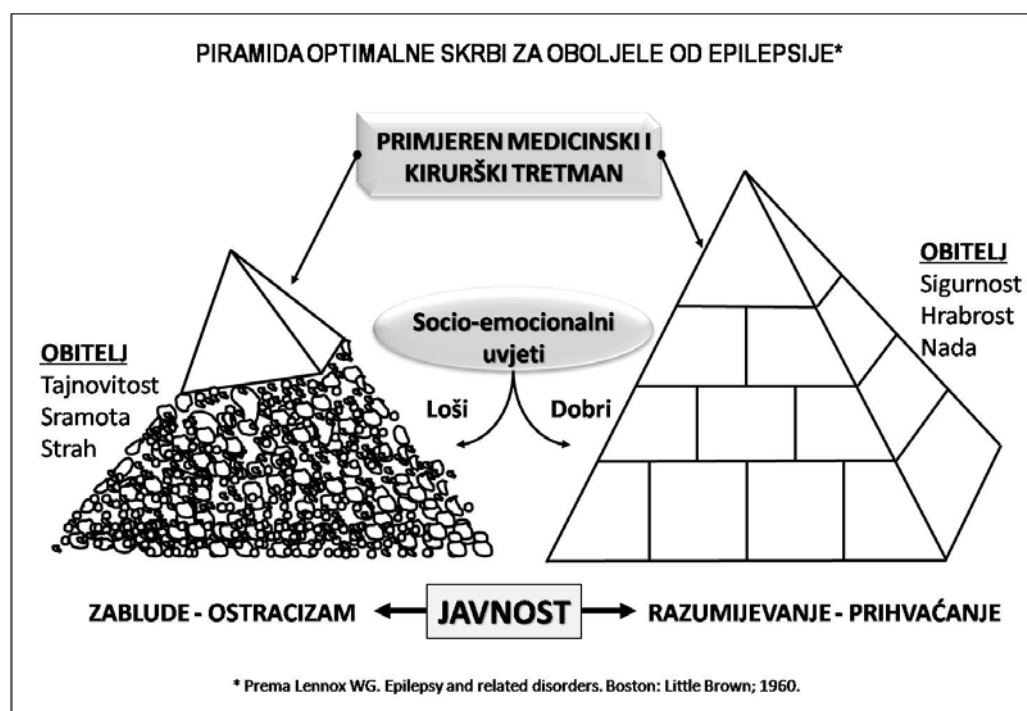 PIRAMIDA OPTIMALNE SKRBI ZA OBOLJELE OD EPILEPSIJE*
PRIMJEREN MEDICINSKI I
KIRURŠKI TRETMAN
OBITELJ
Sigurnost
Hrabrost
Nada
Socio-emocionalni
uvjeti
OBITELJ
Tajnovitost
Sramota
Strah
Loši
Dobri
ZABLUDE - OSTRACIZAM
JAVNOST
RAZUMIJEVANJE - PRIHVAĆANJE
* Prema Lennox WG. Epilepsy and related disorders. Boston: Little Brown; 1960.